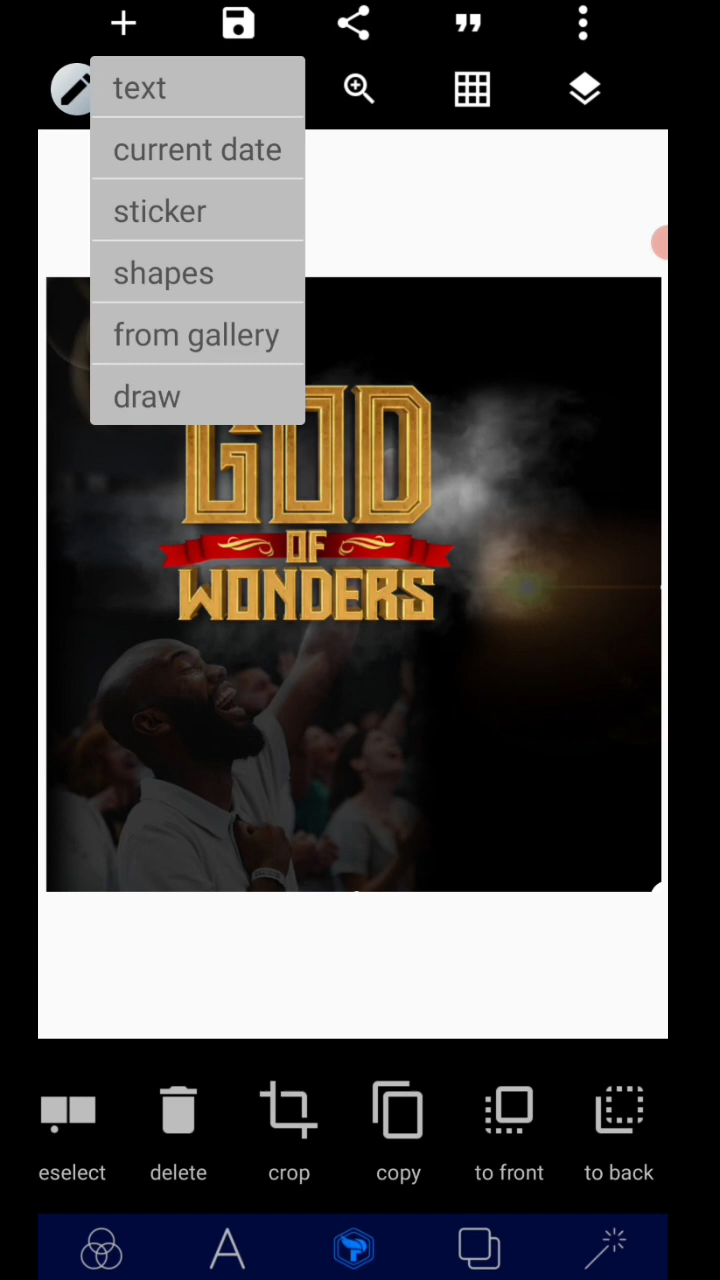 text
current date
sticker
shapes
from gallery
draw
GOD
OF
WONDERS
eselect
delete
crop
copy
to front
to back